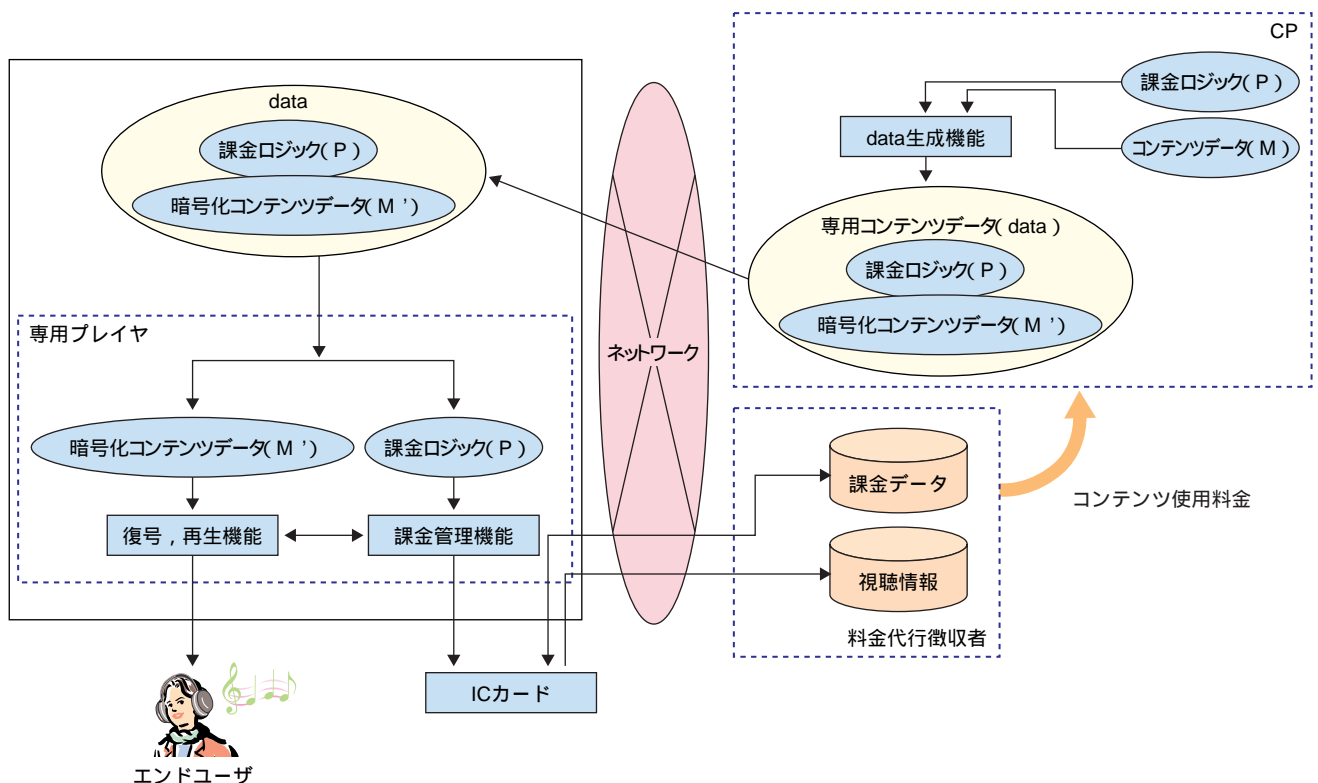 CP
課金ロジック( P )
コンテンツデータ( M )
data生成機能
専用コンテンツデータ( data )
課金ロジック( P )
暗号化コンテンツデータ( M ’ )
data
課金ロジック( P )
暗号化コンテンツデータ( M ’ )
専用プレイヤ
暗号化コンテンツデータ( M ’ )
課金ロジック( P )
復号 , 再生機能
課金管理機能
ネットワーク
課金データ
視聴情報
料金代行徴収者
コンテンツ使用料金
ICカード
エンドユーザ